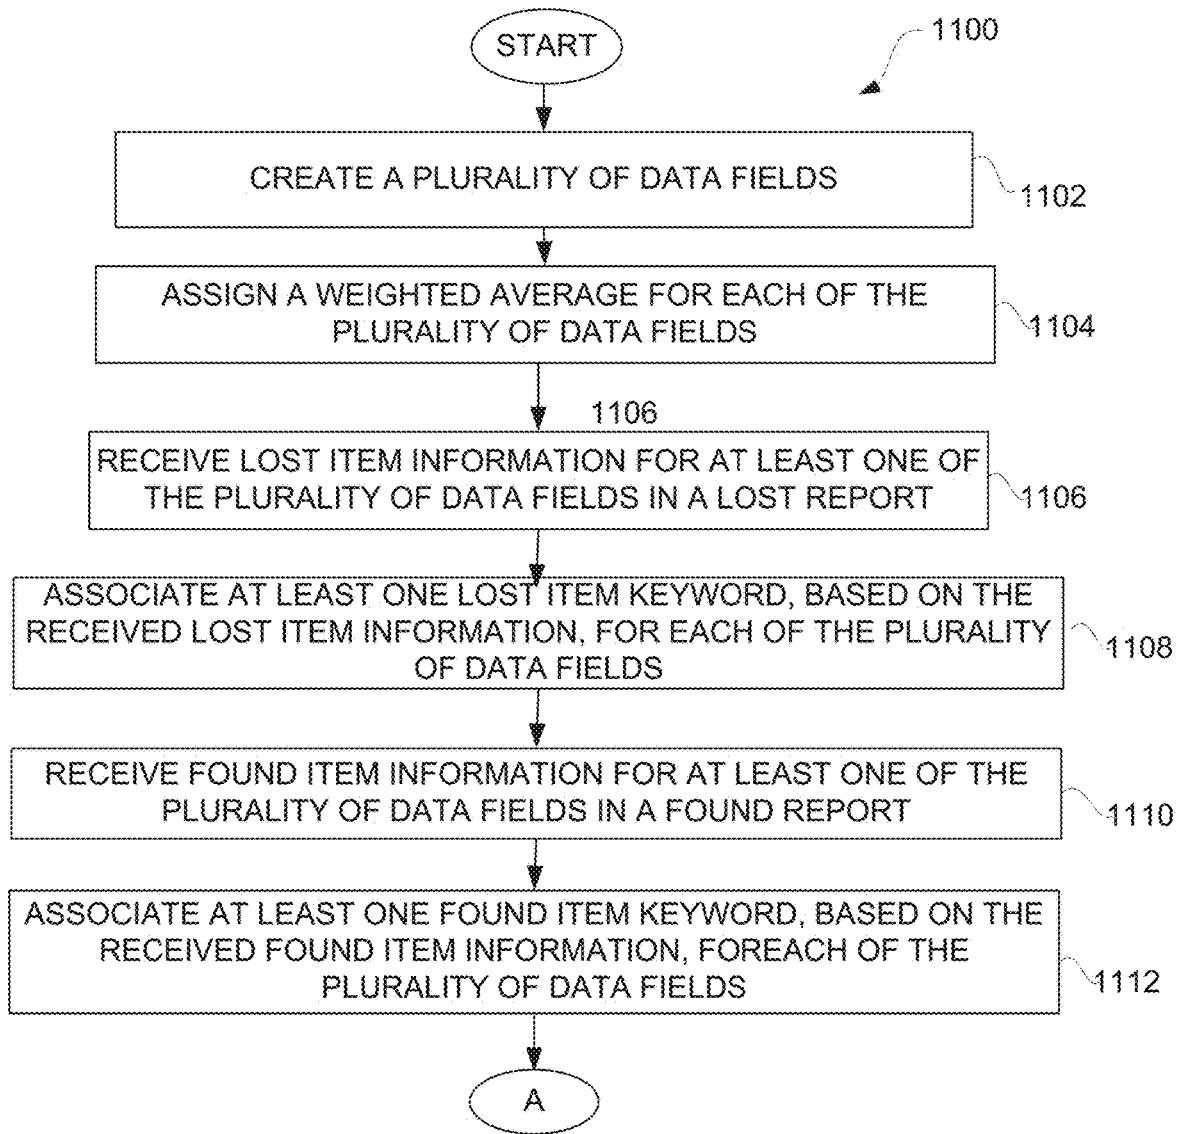 START
1100
CREATE A PLURALITY OF DATA FIELDS
1102
ASSIGN A WEIGHTED AVERAGE FOR EACH OF THE
PLURALITY OF DATA FIELDS
1104
1106
RECEIVE LOST ITEM INFORMATION FOR AT LEAST ONE OF
THE PLURALITY OF DATA FIELDS IN A LOST REPORT
1106
ASSOCIATE AT LEAST ONE LOST ITEM KEYWORD, BASED ON THE
RECEIVED LOST ITEM INFORMATION, FOR EACH OF THE PLURALITY
OF DATA FIELDS
1108
RECEIVE FOUND ITEM INFORMATION FOR AT LEAST ONE OF THE
PLURALITY OF DATA FIELDS IN A FOUND REPORT
1110
ASSOCIATE AT LEAST ONE FOUND ITEM KEYWORD, BASED ON THE
RECEIVED FOUND ITEM INFORMATION, FOREACH OF THE
PLURALITY OF DATA FIELDS
1112
A